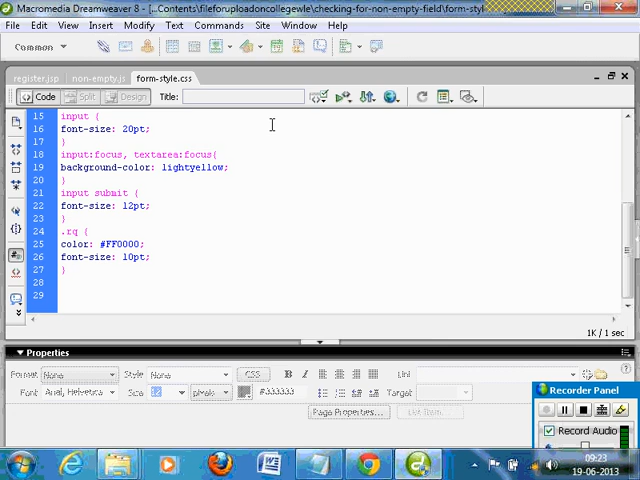 Macromedia Dreamweaver 8 - [...Contents\fileforuploadoncollegewle\checking-for-non-empty-field\form-styl
File Edit View Insert Modify Text Commands Site Window Help
Common
register.jsp non-empty.js form-style.css
Code Split Design Title:
15 input {
16 font-size: 20pt;
17 }
18 input:focus, textarea:focus{
19 background-color: lightyellow;
20 }
21 input submit {
22 font-size: 12pt;
23 }
24 .rq {
25 color: #FF0000;
26 font-size: 10pt;
27 }
28
29
1K / 1 sec
Properties
Format None Style None CSS B I Link
Font Arial, Helvetica Size 12 pixels #333333 Target
Page Properties... List Item...
Recorder Panel
Record Audio
09:23
19-06-2013